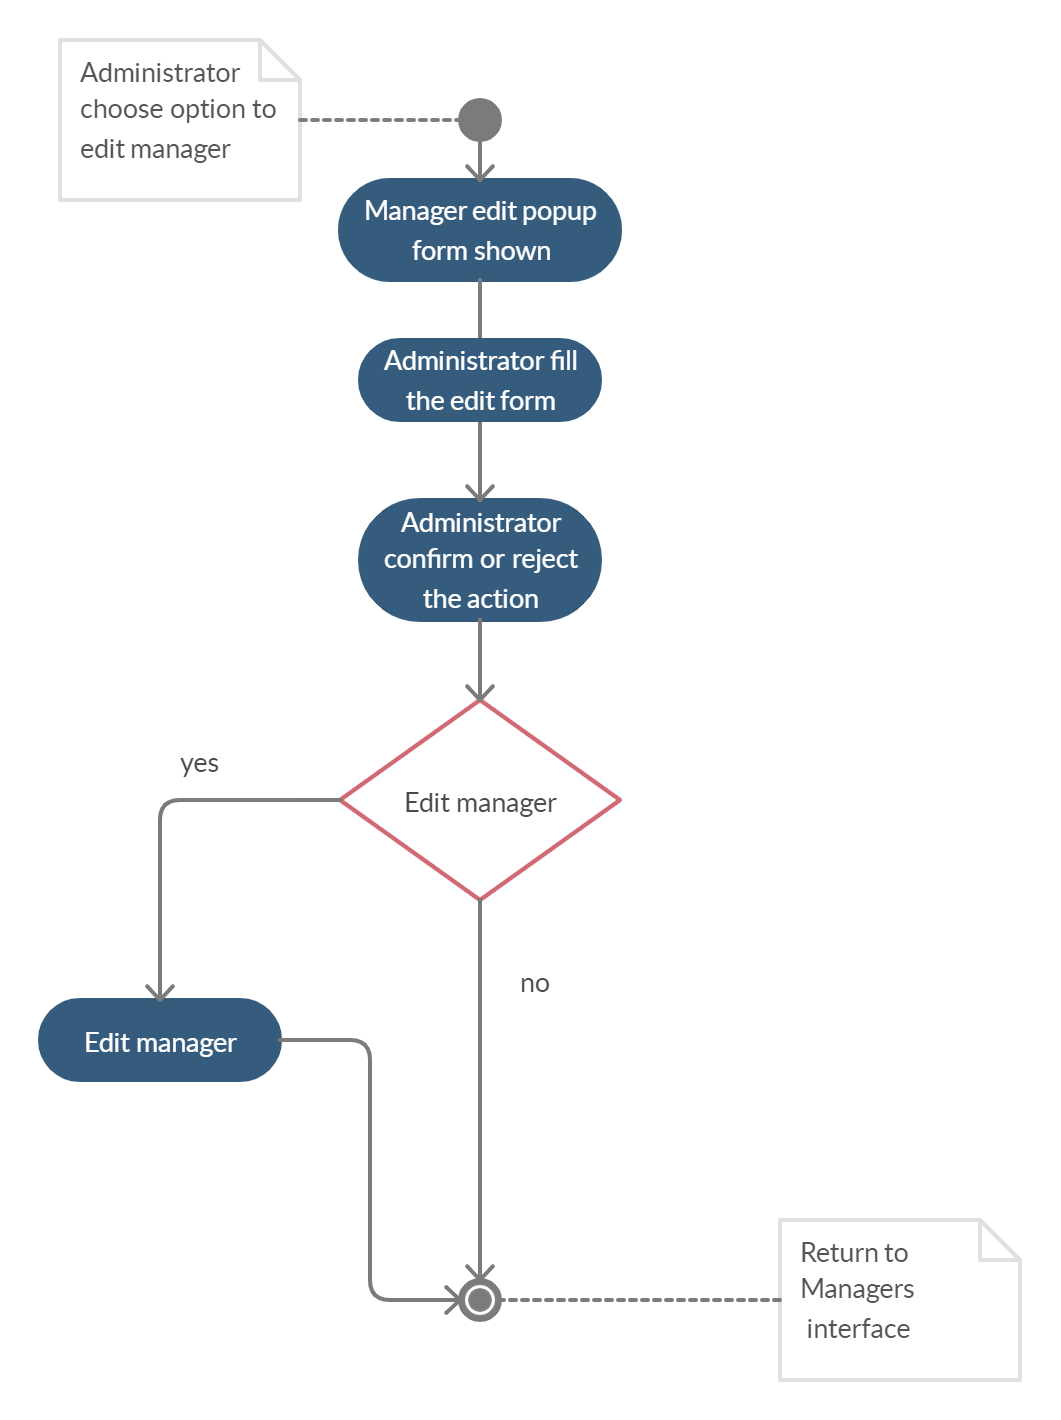 Administrator
choose option to
edit manager
Manager edit popup
form shown
Administrator fill
the edit form
Administrator
confirm or reject
the action
Edit manager
yes
no
Edit manager
Return to
Managers
interface